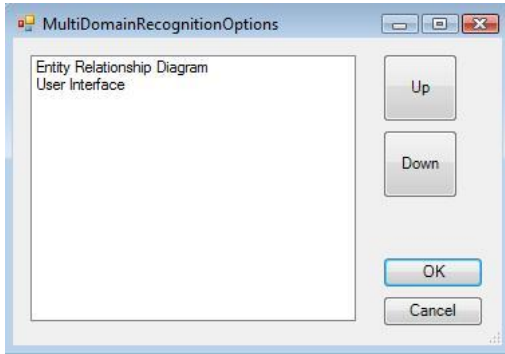 MultiDomainRecognitionOptions
Entity Relationship Diagram
User Interface
Up
Down
OK
Cancel